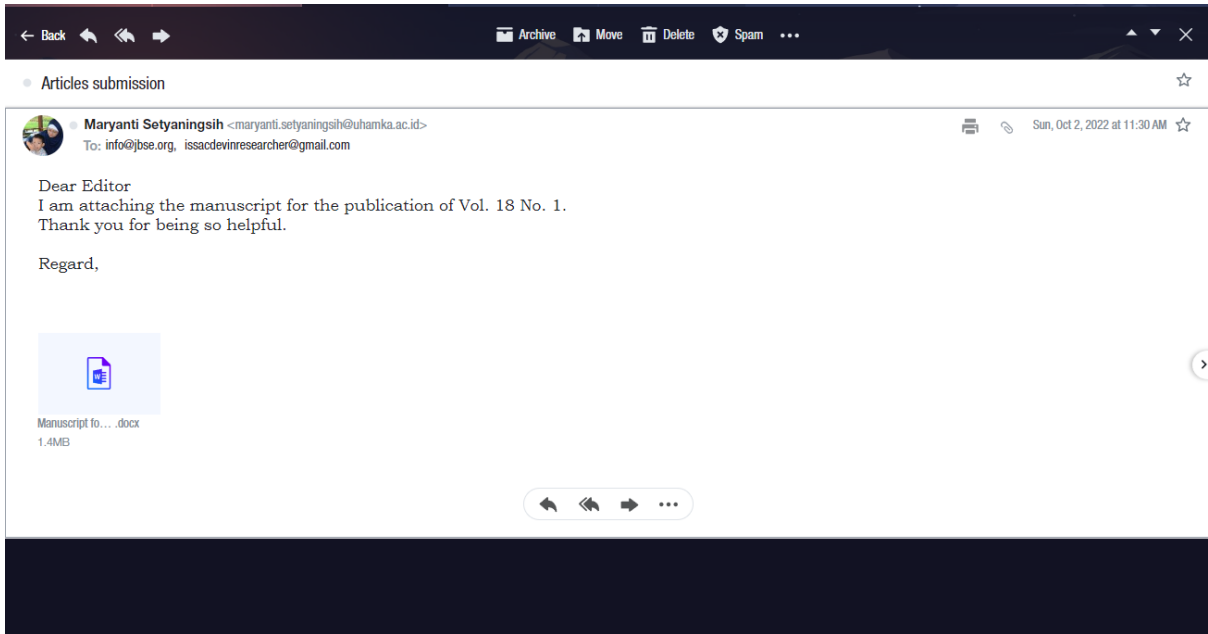 Back Archive Move Delete Spam
Articles submission
Maryanti Setyaningsih <maryanti.setyaningsih@uhamka.ac.id> Sun, Oct 2, 2022 at 11:30 AM
To: info@jbse.org, issacdevinresearcher@gmail.com
Dear Editor
I am attaching the manuscript for the publication of Vol. 18 No. 1.
Thank you for being so helpful.
Regard,
Manuscript fo... .docx
1.4MB